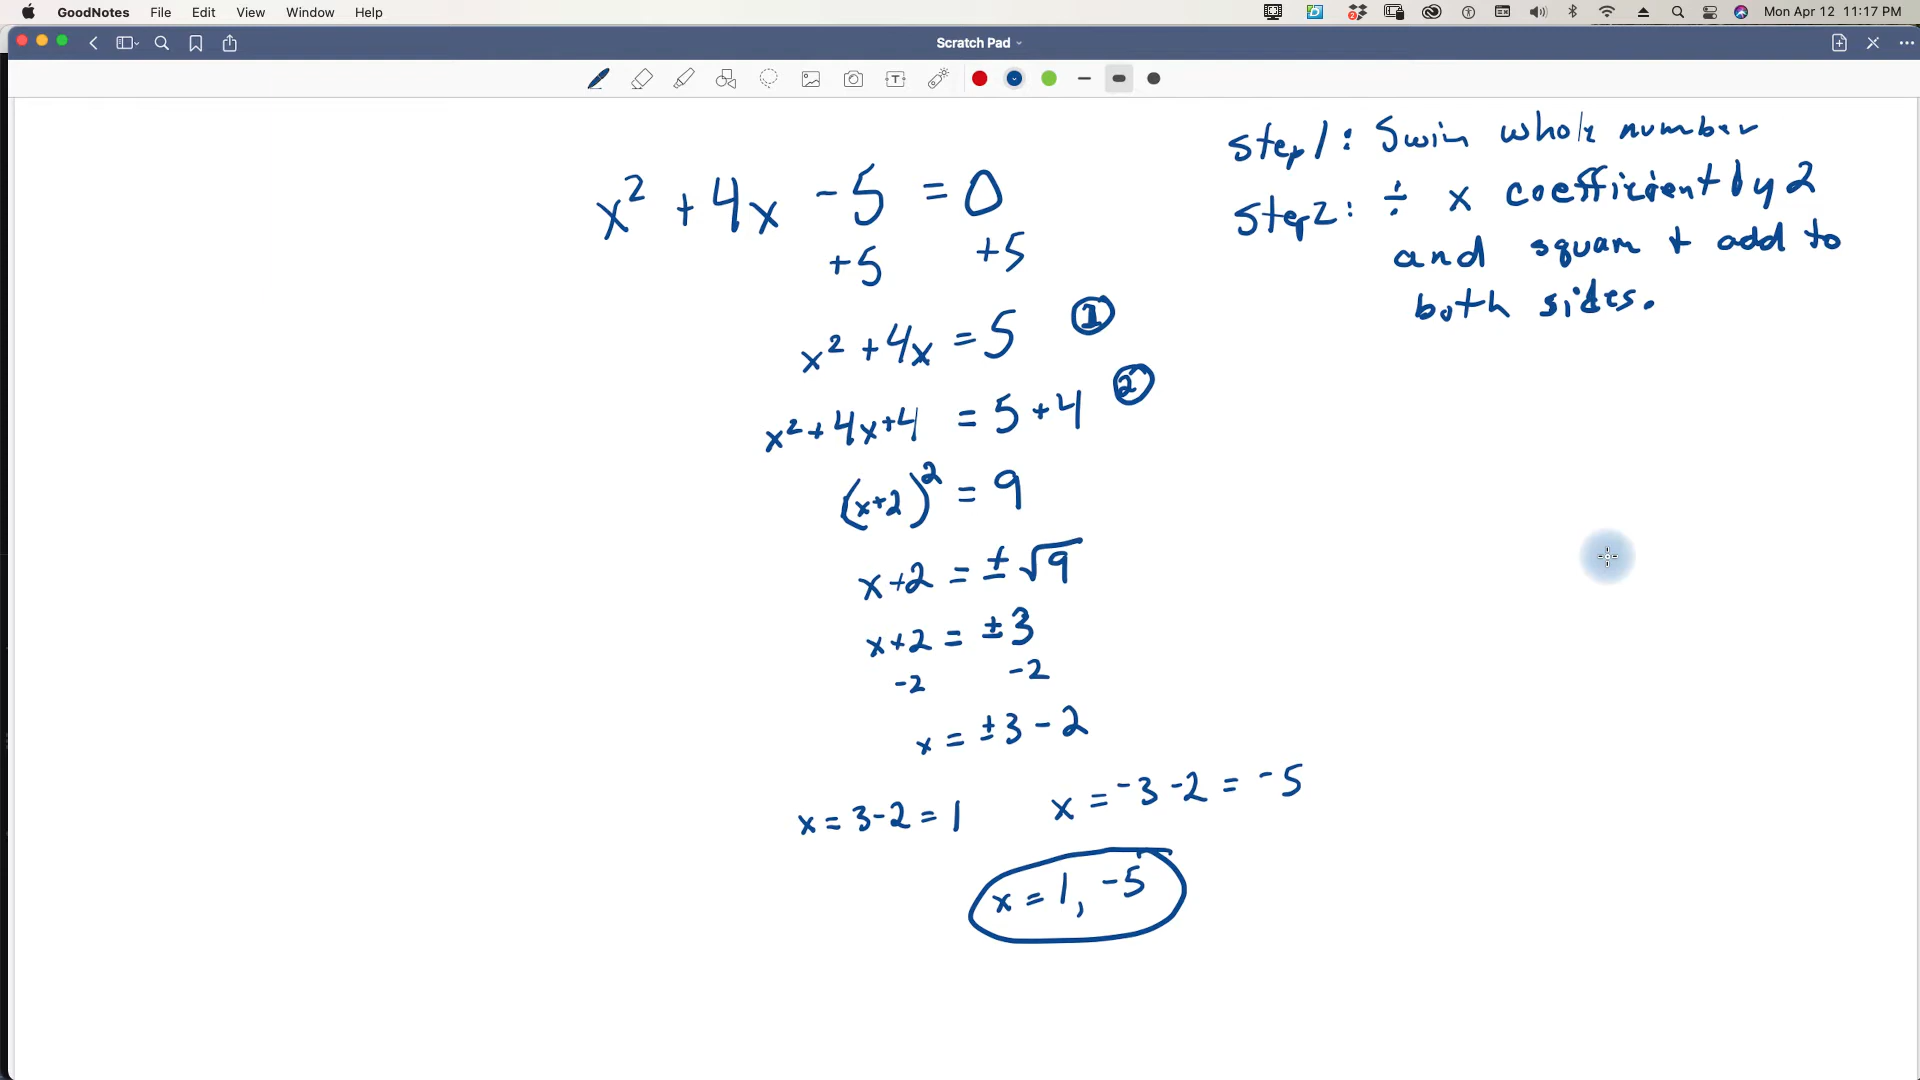 GoodNotes File Edit View Window Help Mon Apr 12 11:17 PM
Scratch Pad
x² + 4x - 5 = 0
+5 +5
x² + 4x = 5 ①
x² + 4x + 4 = 5 + 4 ②
(x+2)² = 9
x+2 = ± √9
x+2 = ±3
-2 -2
x = ±3 - 2
x = 3 - 2 = 1
x = -3 - 2 = -5
x = 1, -5
Step 1: Swim whole number
Step 2: ÷ x coefficient by 2
and square + add to
both sides.